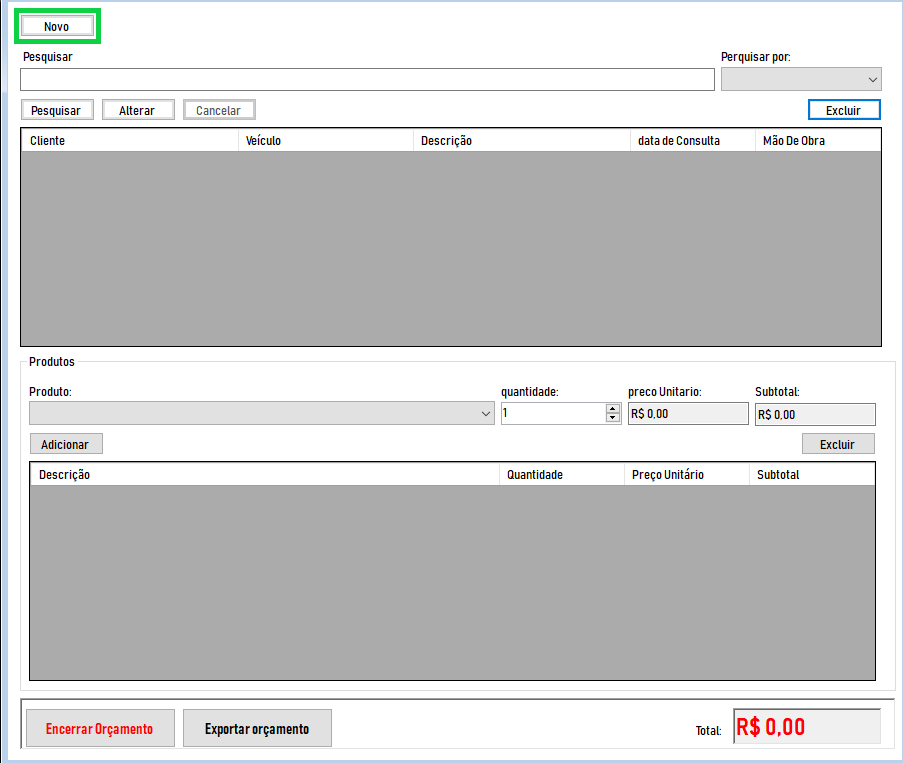 Novo
Pesquisar Perquisar por:
Pesquisar Alterar Cancelar Excluir
Cliente Veículo Descrição data de Consulta Mão De Obra
Produtos
Produto: quantidade: preco Unitario: Subtotal:
1 R$ 0,00 R$ 0,00
Adicionar Excluir
Descrição Quantidade Preço Unitário Subtotal
Encerrar Orçamento Exportar orçamento Total: R$ 0,00